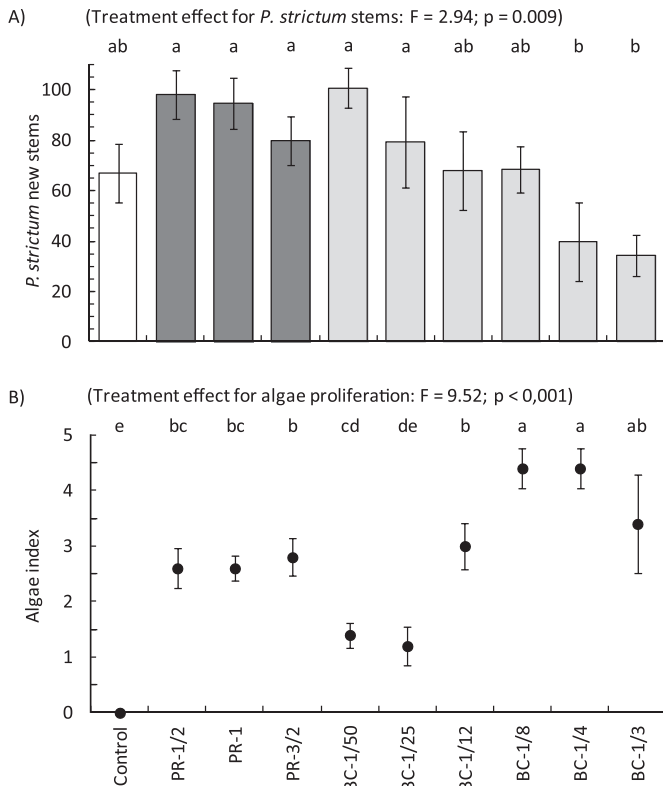 A) (Treatment effect for P. strictum stems: F = 2.94; p = 0.009)
ab a a a a a ab ab b b
100
80
60
40
20
0
P. strictum new stems
B) (Treatment effect for algae proliferation: F = 9.52; p < 0,001)
e bc bc b cd de b a a ab
5
4
3
2
1
0
Algae index
Control
PR-1/2
PR-1
PR-3/2
BC-1/50
BC-1/25
BC-1/12
BC-1/8
BC-1/4
BC-1/3